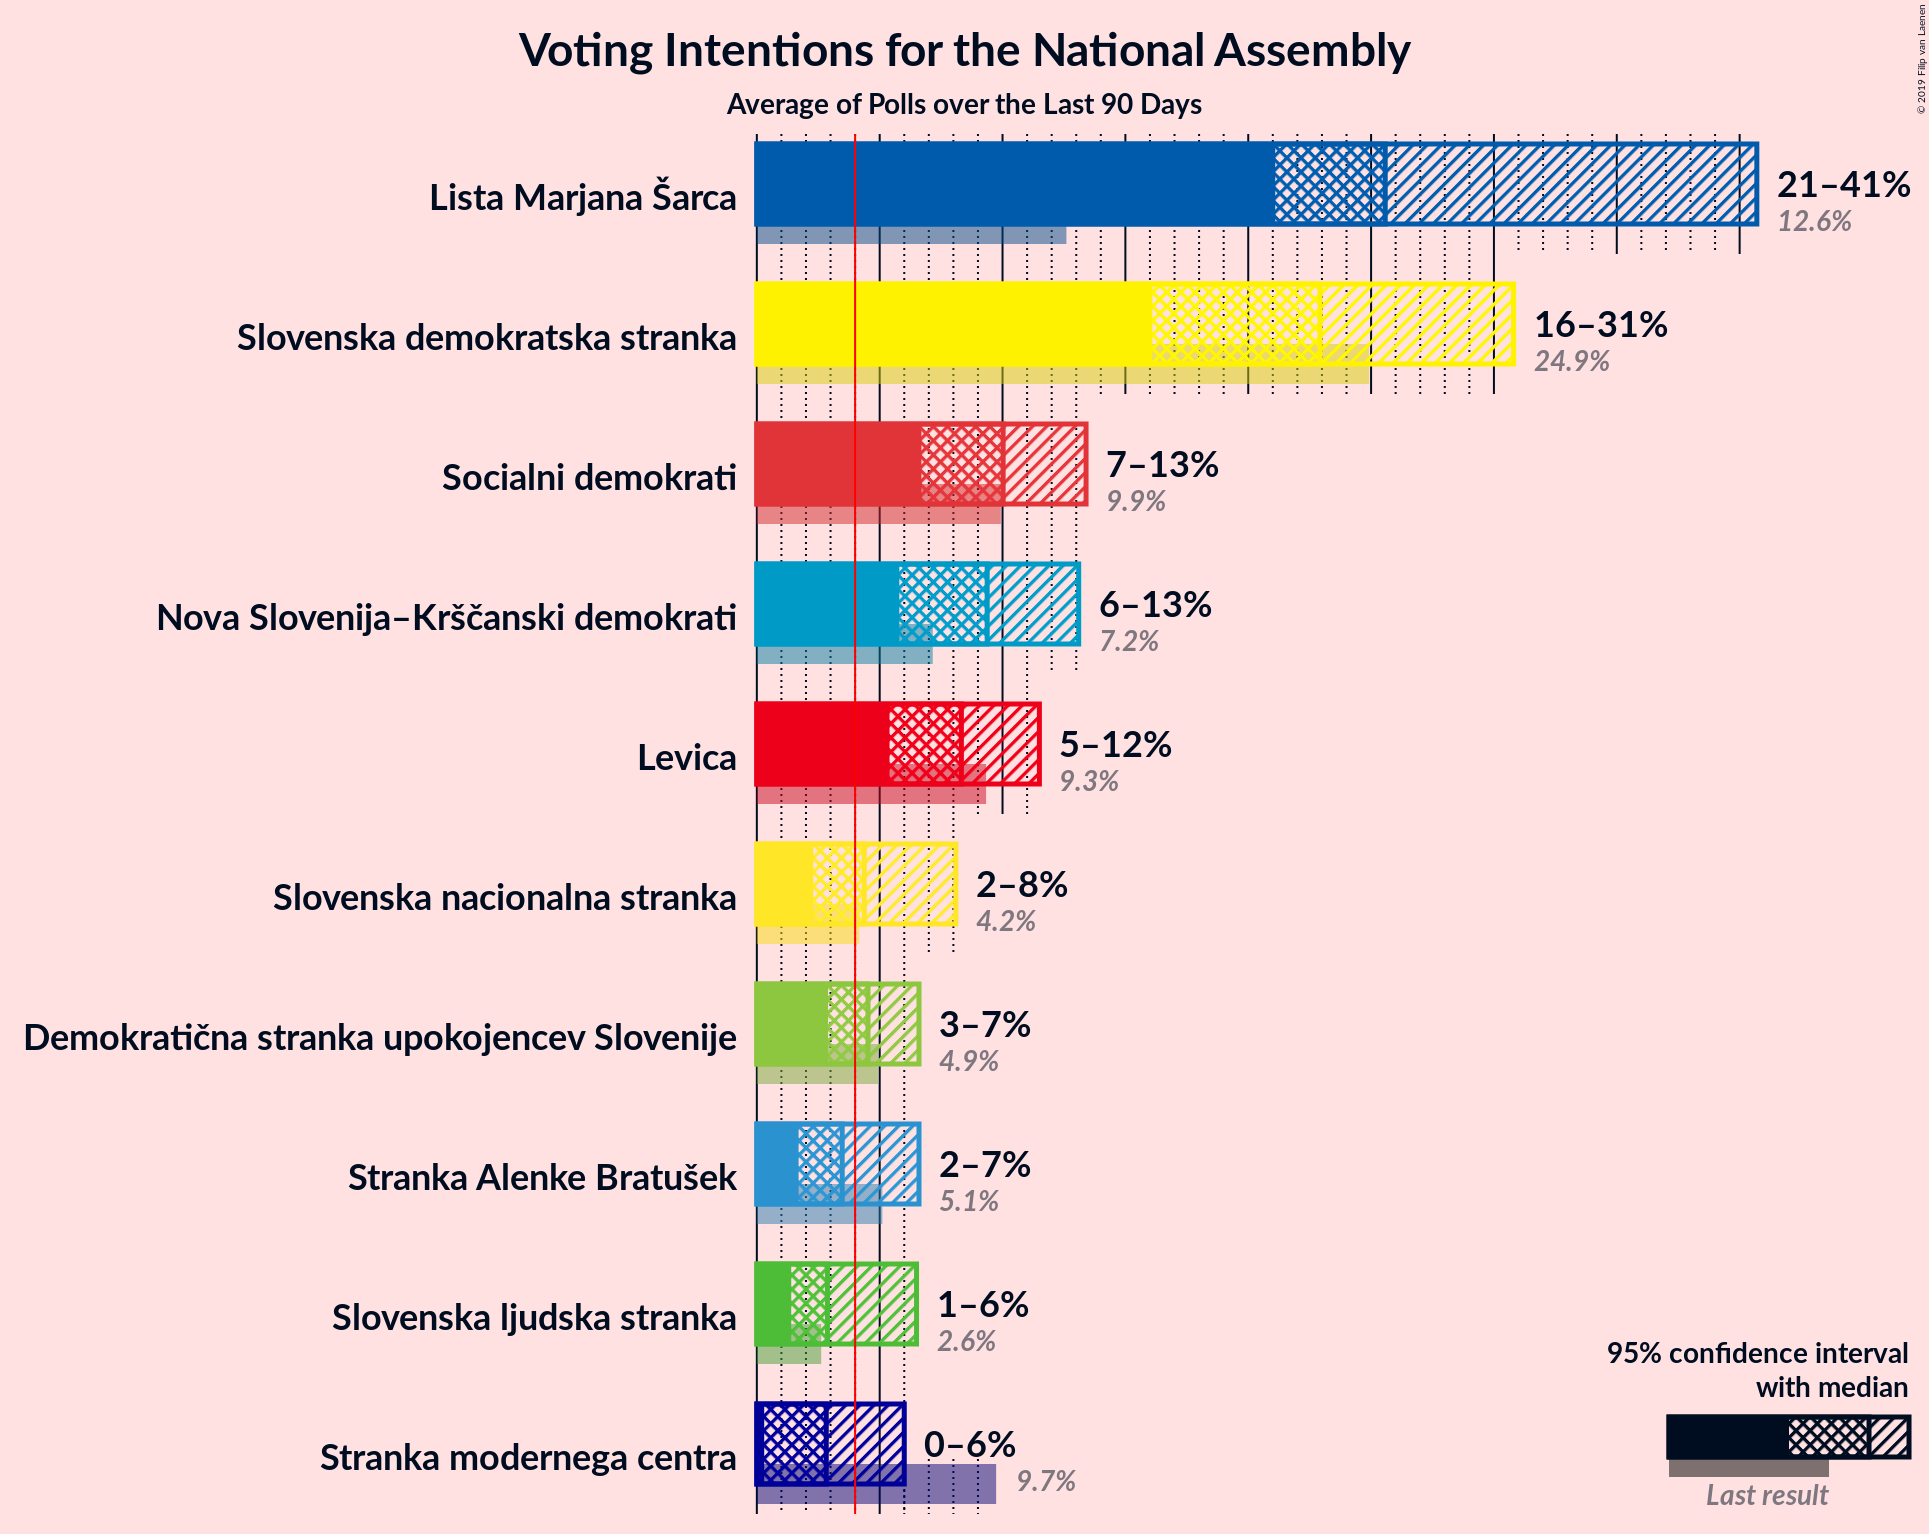 © 2019 Filip van Laenen
Voting Intentions for the National Assembly
Average of Polls over the Last 90 Days
Lista Marjana Šarca
21–41%
12.6%
Slovenska demokratska stranka
16–31%
24.9%
Socialni demokrati
7–13%
9.9%
Nova Slovenija–Krščanski demokrati
6–13%
7.2%
Levica
5–12%
9.3%
Slovenska nacionalna stranka
2–8%
4.2%
Demokratična stranka upokojencev Slovenije
3–7%
4.9%
Stranka Alenke Bratušek
2–7%
5.1%
Slovenska ljudska stranka
1–6%
2.6%
Stranka modernega centra
0–6%
9.7%
95% confidence interval
with median
Last result